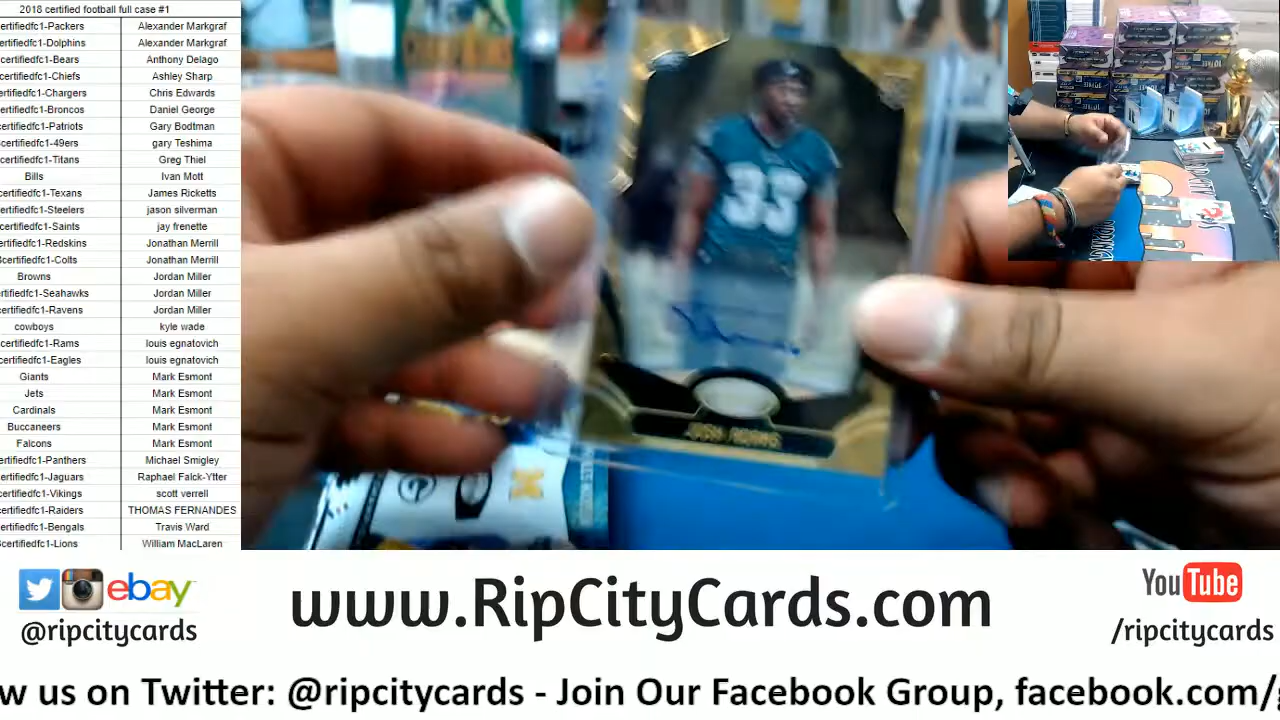 2018 certified football full case #1
ertifiedfc1-Packers Alexander Markgraf
certifiedfc1-Dolphins Alexander Markgraf
certifiedfc1-Bears Anthony Delago
certifiedfc1-Chiefs Ashley Sharp
certifiedfc1-Chargers Chris Edwards
certifiedfc1-Broncos Daniel George
certifiedfc1-Patriots Gary Bodtman
certifiedfc1-49ers gary Teshima
certifiedfc1-Titans Greg Thiel
Bills Ivan Mott
certifiedfc1-Texans James Ricketts
certifiedfc1-Steelers jason silverman
certifiedfc1-Saints jay frenette
certifiedfc1-Redskins Jonathan Merrill
certifiedfc1-Colts Jonathan Merrill
Browns Jordan Miller
ertifiedfc1-Seahawks Jordan Miller
certifiedfc1-Ravens Jordan Miller
cowboys kyle wade
certifiedfc1-Rams louis egnatovich
certifiedfc1-Eagles louis egnatovich
Giants Mark Esmont
Jets Mark Esmont
Cardinals Mark Esmont
Buccaneers Mark Esmont
Falcons Mark Esmont
certifiedfc1-Panthers Michael Smigley
certifiedfc1-Jaguars Raphael Falck-Ytter
certifiedfc1-Vikings scott verrell
certifiedfc1-Raiders THOMAS FERNANDES
ertifiedfc1-Bengals Travis Ward
certifiedfc1-Lions William MacLaren
33
JOSH ADAMS
ebay
@ripcitycards
www.RipCityCards.com
YouTube
/ripcitycards
w us on Twitter: @ripcitycards - Join Our Facebook Group, facebook.com/g